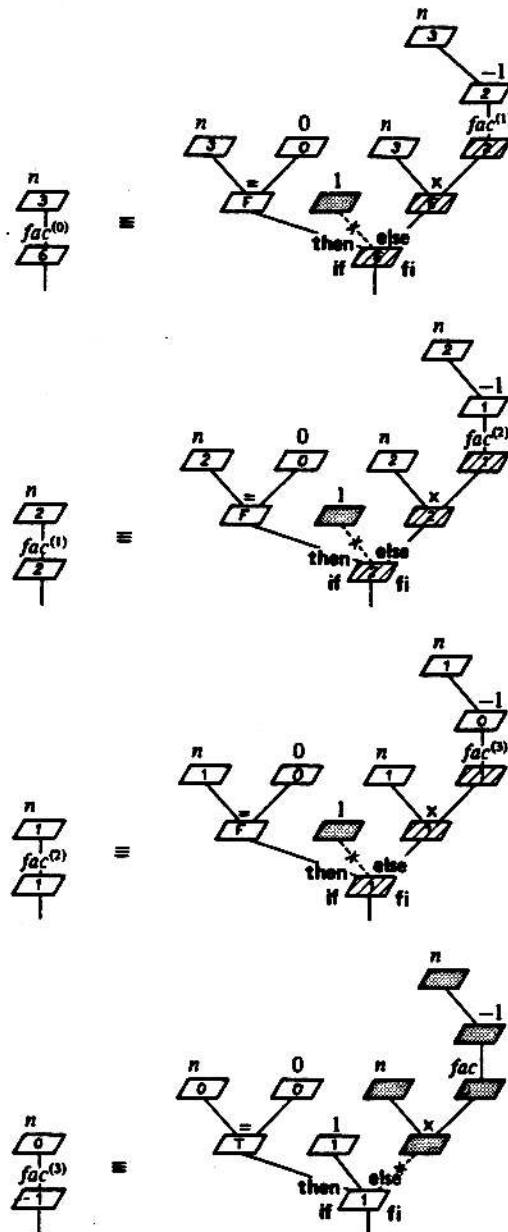 n
3
-1
2
n 0 n fac(1)
3 0 3 2
n = 1 ×
3 F 6
fac(0) ≡ then else
6 if 6 fi
n
2
-1
1
n 0 n fac(2)
2 0 2 1
n = 1 ×
2 F 2
fac(1) ≡ then else
2 if 2 fi
n
1
-1
0
n 0 n fac(3)
1 0 1 1
n = 1 ×
1 F 1
fac(2) ≡ then else
1 if 1 fi
n
-1
n 0 n fac
0 0
n = 1 ×
0 T 1
fac(3) ≡ then else
1 if 1 fi